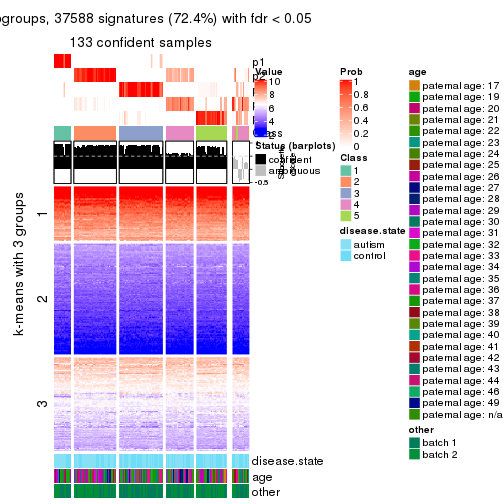 ogroups, 37588 signatures (72.4%) with fdr < 0.05
133 confident samples
p1
p2
Class
k-means with 3 groups
1
2
3
Value
10
8
6
4
2
0
Status (barplots)
confident
ambiguous
-0.5
Prob
1
0.8
0.6
0.4
0.2
0
Class
1
2
3
4
5
disease.state
autism
control
age
paternal age: 17
paternal age: 19
paternal age: 20
paternal age: 21
paternal age: 22
paternal age: 23
paternal age: 24
paternal age: 25
paternal age: 26
paternal age: 27
paternal age: 28
paternal age: 29
paternal age: 30
paternal age: 31
paternal age: 32
paternal age: 33
paternal age: 34
paternal age: 35
paternal age: 36
paternal age: 37
paternal age: 38
paternal age: 39
paternal age: 40
paternal age: 41
paternal age: 42
paternal age: 43
paternal age: 44
paternal age: 46
paternal age: 49
paternal age: n/a
other
batch 1
batch 2
disease.state
age
other